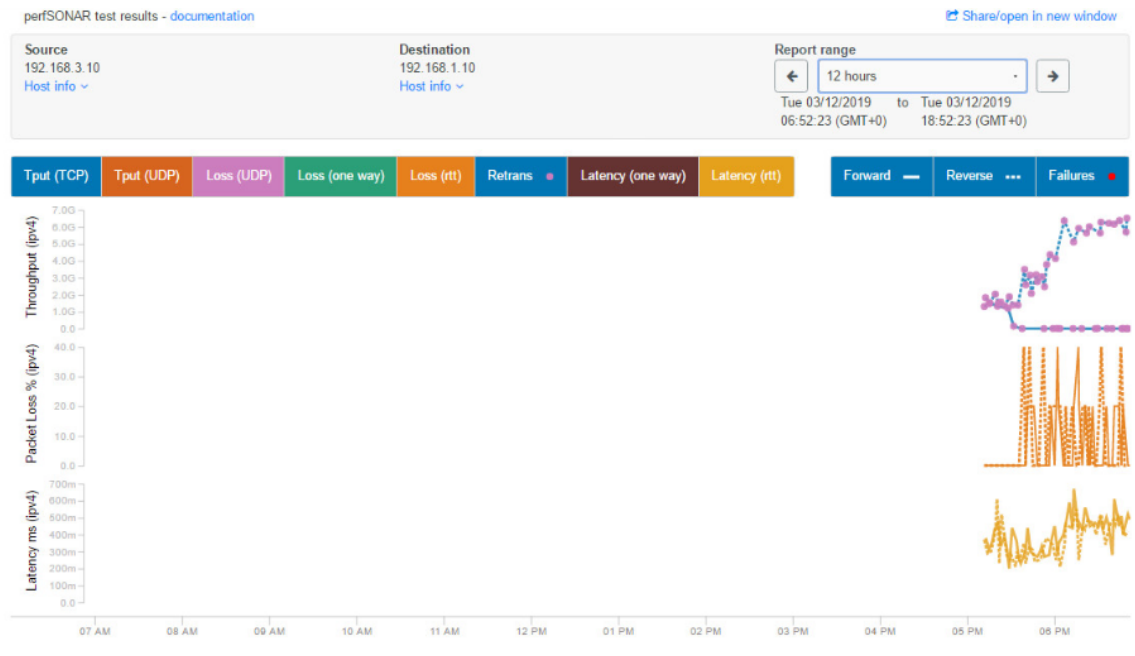 perfSONAR test results - documentation
Share/open in new window
Source
192.168.3.10
Host info
Destination
192.168.1.10
Host info
Report range
12 hours
Tue 03/12/2019 to Tue 03/12/2019
06:52:23 (GMT+0) 18:52:23 (GMT+0)
Tput (TCP) Tput (UDP) Loss (UDP) Loss (one way) Loss (rtt) Retrans Latency (one way) Latency (rtt)
Forward Reverse Failures
Throughput (ipv4)
7.0G
6.0G
5.0G
4.0G
3.0G
2.0G
1.0G
0.0
Packet Loss % (ipv4)
40.0
30.0
20.0
10.0
0.0
Latency ms (ipv4)
700m
600m
500m
400m
300m
200m
100m
0.0
07 AM 08 AM 09 AM 10 AM 11 AM 12 PM 01 PM 02 PM 03 PM 04 PM 05 PM 06 PM